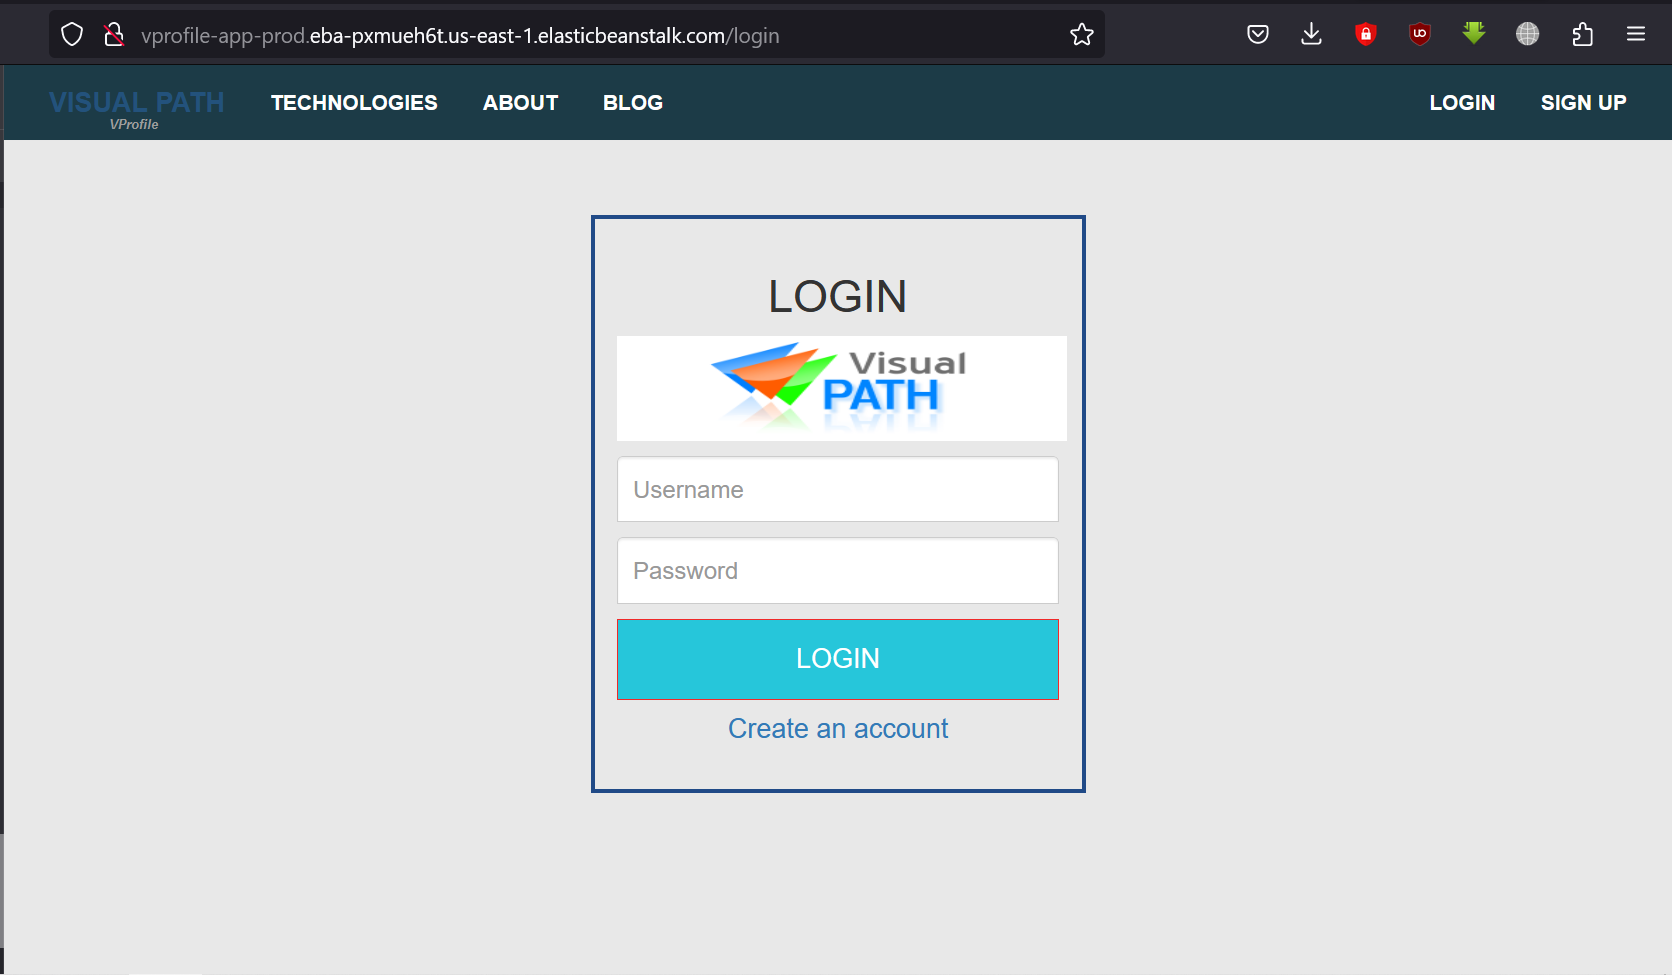 vprofile-app-prod.eba-pxmueh6t.us-east-1.elasticbeanstalk.com/login
VISUAL PATH TECHNOLOGIES ABOUT BLOG LOGIN SIGN UP
VProfile
LOGIN
Visual
PATH
Username
Password
LOGIN
Create an account